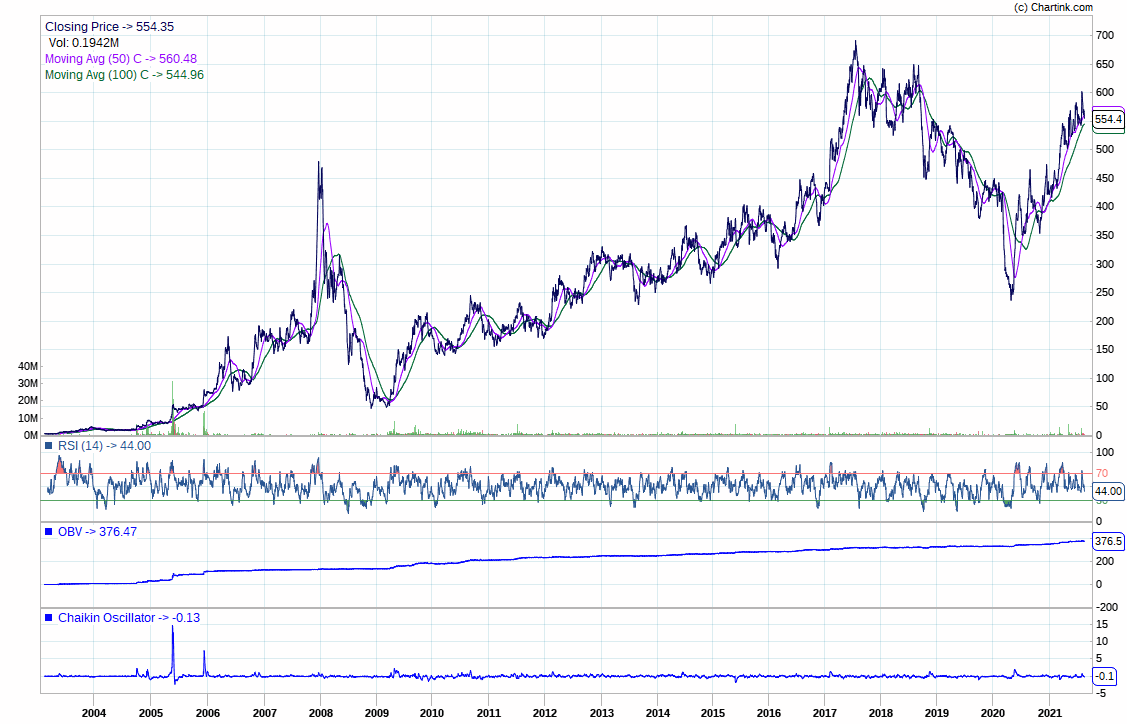 (c) Chartink.com
Closing Price -> 554.35
Vol: 0.1942M
Moving Avg (50) C -> 560.48
Moving Avg (100) C -> 544.96
700
650
600
554.4
500
450
400
350
300
250
200
150
100
50
0
40M
30M
20M
10M
0M
RSI (14) -> 44.00
100
70
44.00
0
OBV -> 376.47
376.5
200
0
-200
Chaikin Oscillator -> -0.13
15
10
5
-0.1
-5
2004 2005 2006 2007 2008 2009 2010 2011 2012 2013 2014 2015 2016 2017 2018 2019 2020 2021